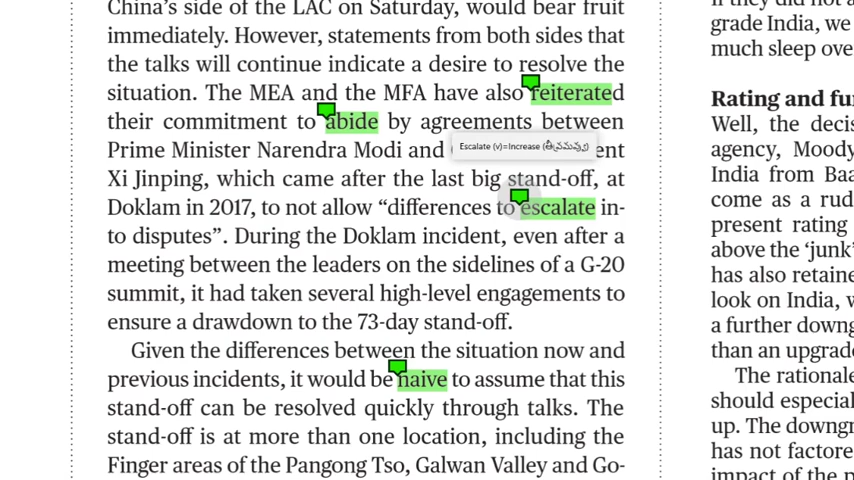 China's side of the LAC on Saturday, would bear fruit
immediately. However, statements from both sides that
the talks will continue indicate a desire to resolve the
situation. The MEA and the MFA have also reiterated
their commitment to abide by agreements between
Escalate (v)=Increase (తీవ్రమవ్వు)
Prime Minister Narendra Modi and ent
Xi Jinping, which came after the last big stand-off, at
Doklam in 2017, to not allow “differences to escalate in-
to disputes”. During the Doklam incident, even after a
meeting between the leaders on the sidelines of a G-20
summit, it had taken several high-level engagements to
ensure a drawdown to the 73-day stand-off.
Given the differences between the situation now and
previous incidents, it would be naive to assume that this
stand-off can be resolved quickly through talks. The
stand-off is at more than one location, including the
Finger areas of the Pangong Tso, Galwan Valley and Go-
grade India, we
much sleep ove
Rating and fu
Well, the decis
agency, Moody
India from Baa
come as a rud
present rating
above the ‘junk’
has also retaine
look on India, w
a further downg
than an upgrad
The rationale
should especial
up. The downgr
has not factore
impact of the p